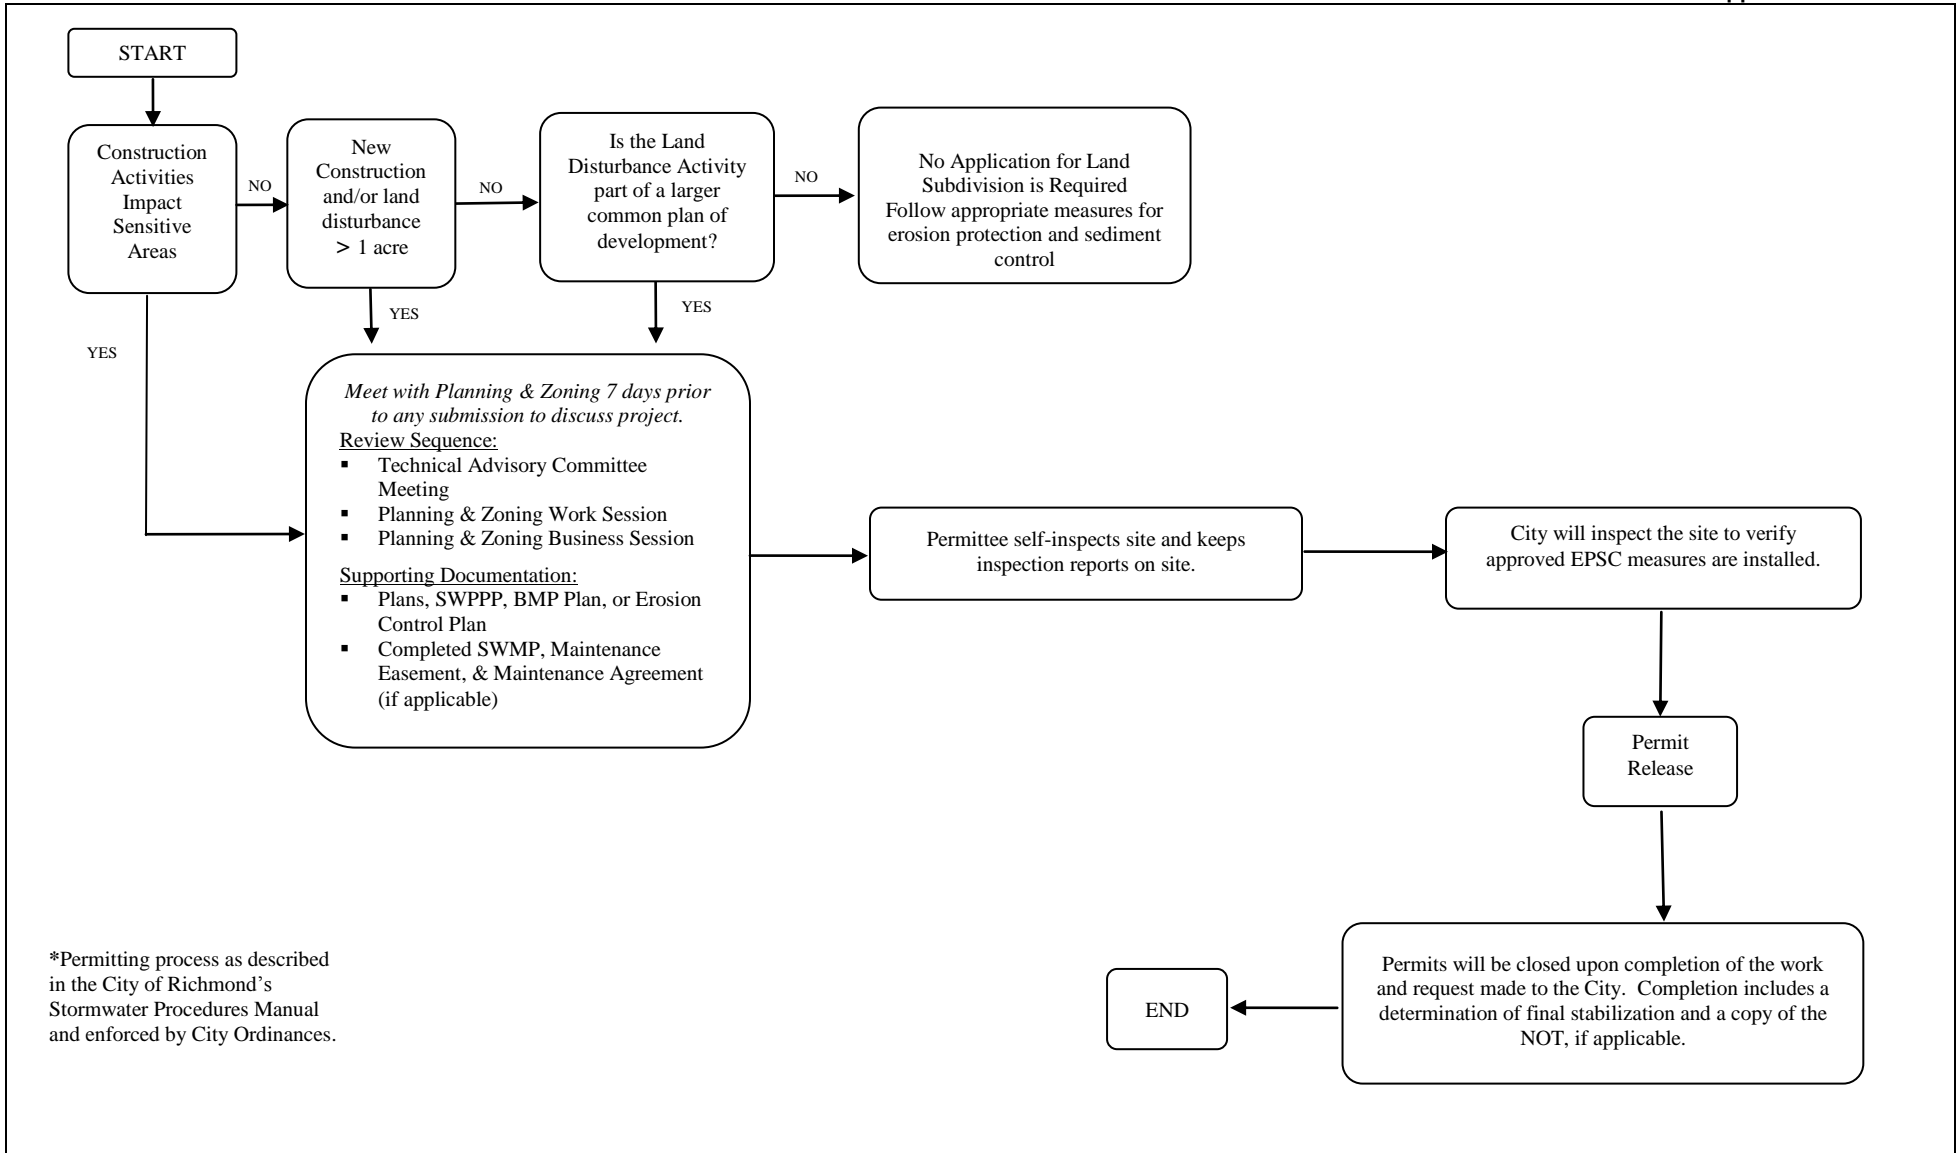 START
Construction
Activities
Impact
Sensitive
Areas
NO
New
Construction
and/or land
disturbance
> 1 acre
NO
Is the Land
Disturbance Activity
part of a larger
common plan of
development?
NO
No Application for Land
Subdivision is Required
Follow appropriate measures for
erosion protection and sediment
control
YES
YES
YES
Meet with Planning & Zoning 7 days prior
to any submission to discuss project.
Review Sequence:
▪ Technical Advisory Committee
Meeting
▪ Planning & Zoning Work Session
▪ Planning & Zoning Business Session
Supporting Documentation:
▪ Plans, SWPPP, BMP Plan, or Erosion
Control Plan
▪ Completed SWMP, Maintenance
Easement, & Maintenance Agreement
(if applicable)
Permittee self-inspects site and keeps
inspection reports on site.
City will inspect the site to verify
approved EPSC measures are installed.
Permit
Release
Permits will be closed upon completion of the work
and request made to the City.  Completion includes a
determination of final stabilization and a copy of the
NOT, if applicable.
END
*Permitting process as described
in the City of Richmond's
Stormwater Procedures Manual
and enforced by City Ordinances.